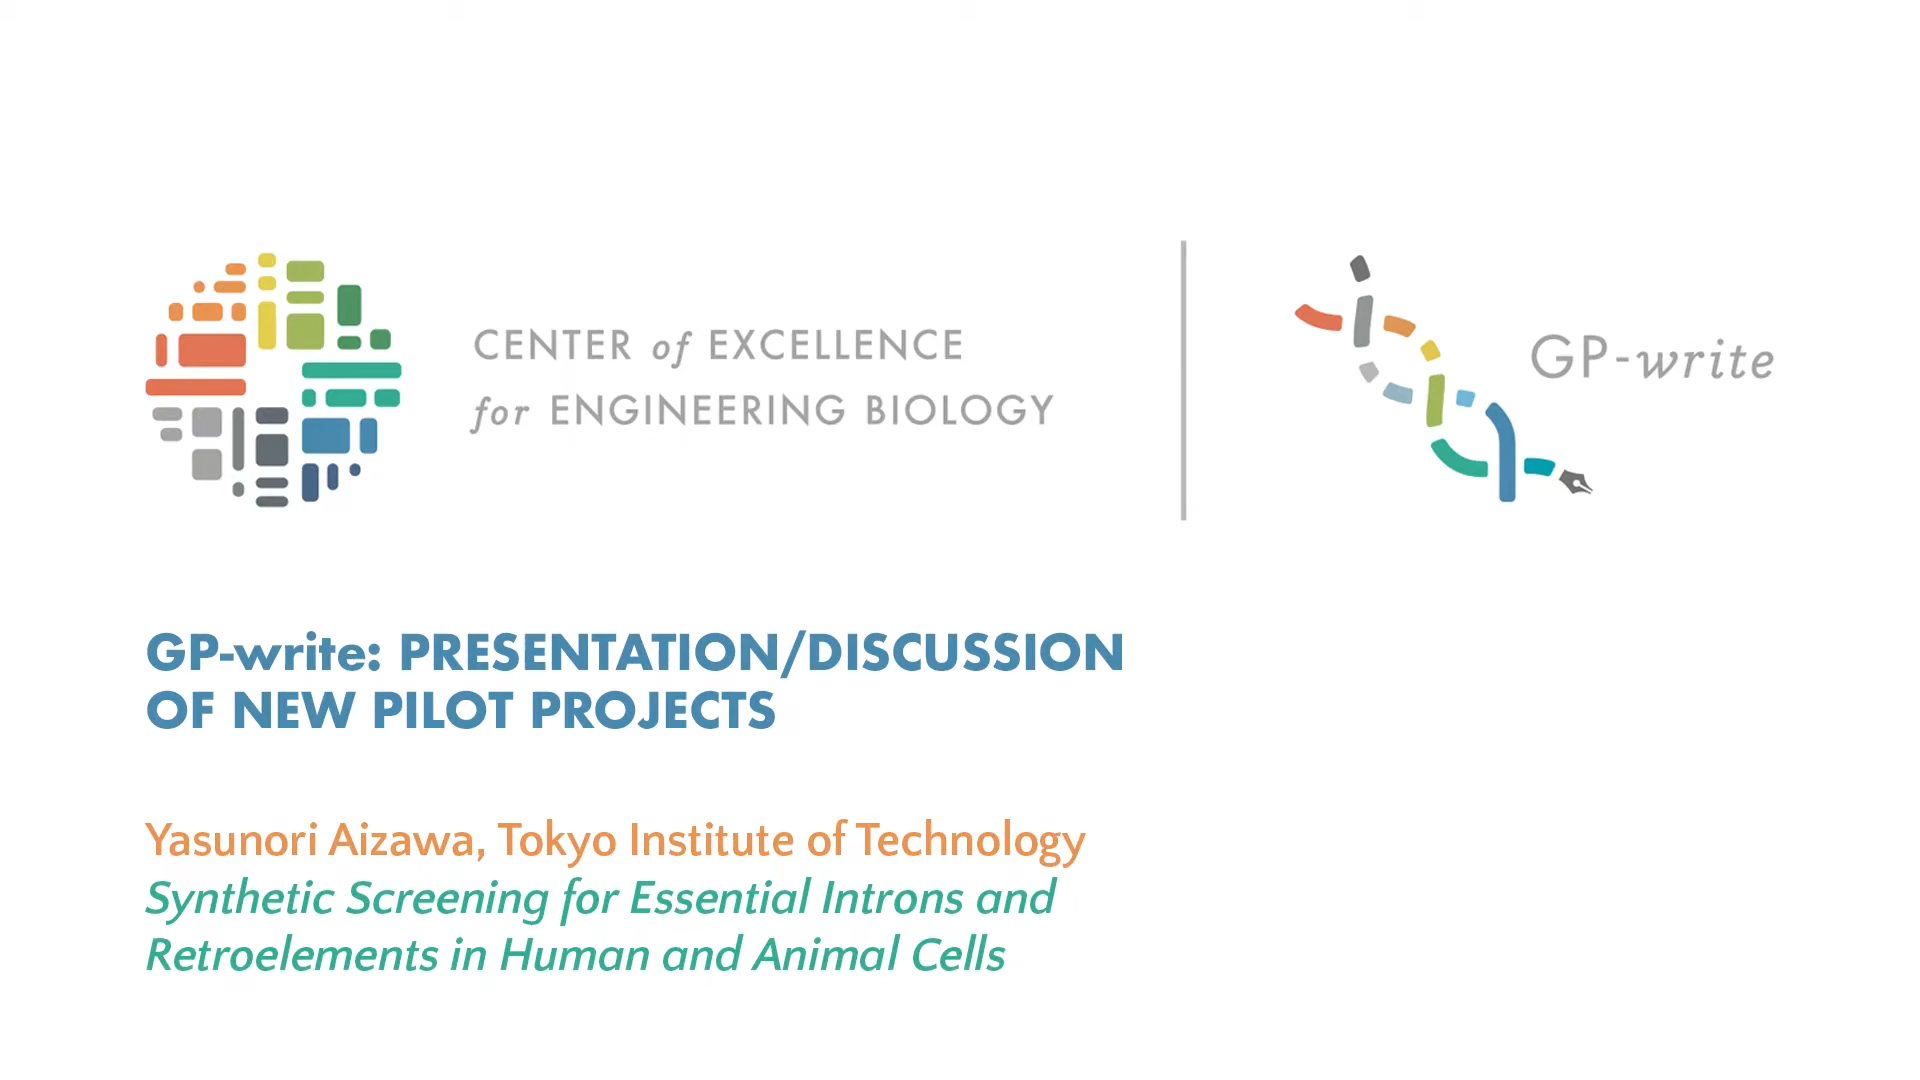 CENTER of EXCELLENCE
for ENGINEERING BIOLOGY
GP-write
GP-write: PRESENTATION/DISCUSSION
OF NEW PILOT PROJECTS
Yasunori Aizawa, Tokyo Institute of Technology
Synthetic Screening for Essential Introns and
Retroelements in Human and Animal Cells